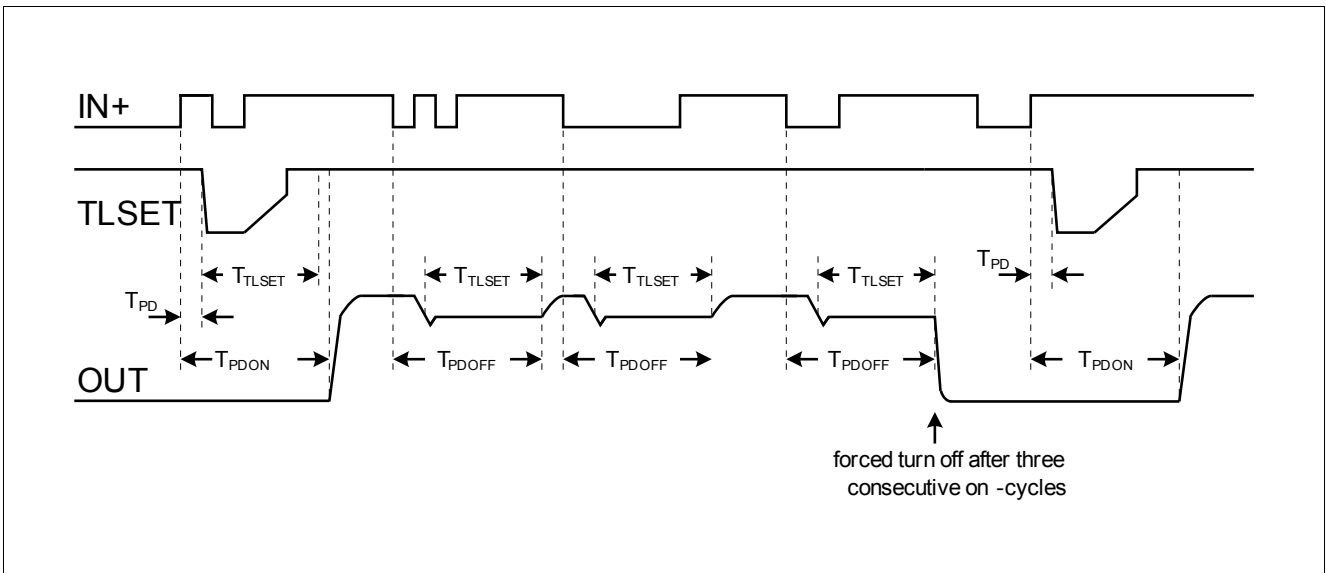 IN+
TLSET
T_TLSET
T_TLSET
T_TLSET
T_TLSET
T_PD
T_PD
T_PDON
T_PDOFF
T_PDOFF
T_PDOFF
T_PDON
OUT
forced turn off after three
consecutive on -cycles